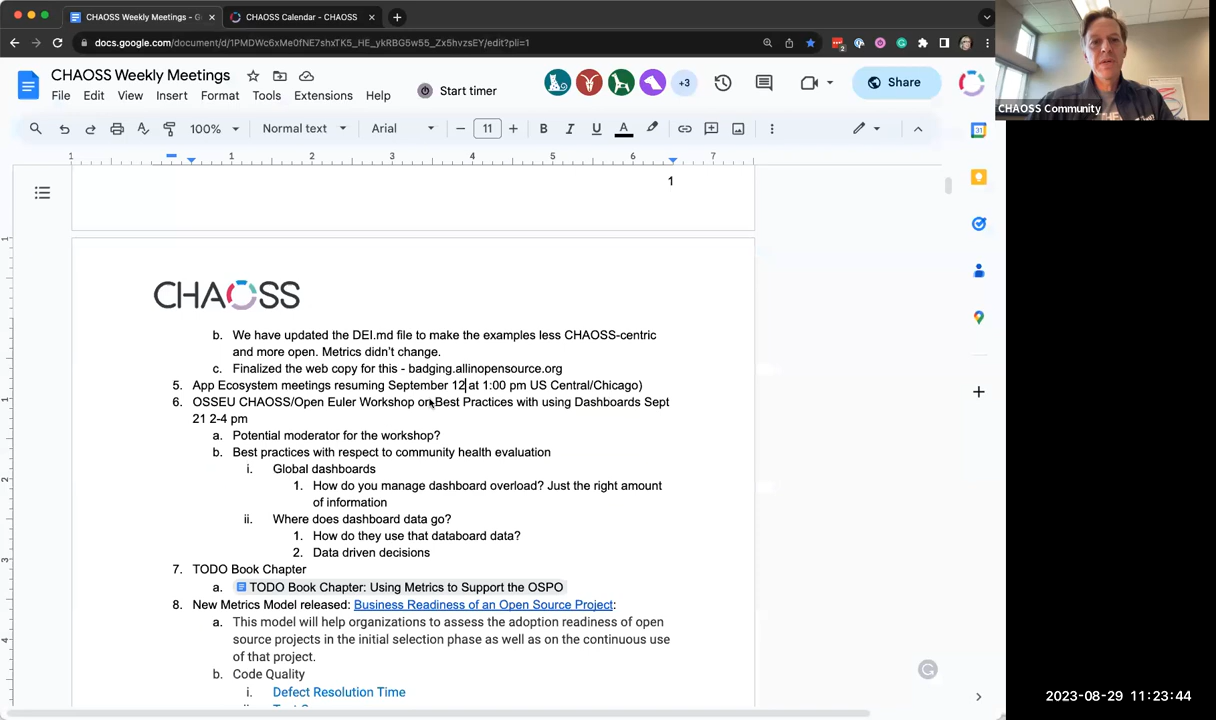 CHAOSS Weekly Meetings - G
CHAOSS Calendar - CHAOSS
docs.google.com/document/d/1PMDWc6xMe0fNE7shxTK5_HE_ykRBG5w55_Zx5hvzsEY/edit?pli=1
CHAOSS Weekly Meetings
File Edit View Insert Format Tools Extensions Help
Start timer
+3
Share
CHAOSS Community
100% Normal text Arial 11 B I U A
1 1 2 3 4 5 6 7
1
CHAOSS
b. We have updated the DEI.md file to make the examples less CHAOSS-centric
and more open. Metrics didn't change.
c. Finalized the web copy for this - badging.allinopensource.org
5. App Ecosystem meetings resuming September 12 at 1:00 pm US Central/Chicago)
6. OSSEU CHAOSS/Open Euler Workshop on Best Practices with using Dashboards Sept
21 2-4 pm
a. Potential moderator for the workshop?
b. Best practices with respect to community health evaluation
i. Global dashboards
1. How do you manage dashboard overload? Just the right amount
of information
ii. Where does dashboard data go?
1. How do they use that databoard data?
2. Data driven decisions
7. TODO Book Chapter
a. TODO Book Chapter: Using Metrics to Support the OSPO
8. New Metrics Model released: Business Readiness of an Open Source Project:
a. This model will help organizations to assess the adoption readiness of open
source projects in the initial selection phase as well as on the continuous use
of that project.
b. Code Quality
i. Defect Resolution Time
2023-08-29 11:23:44